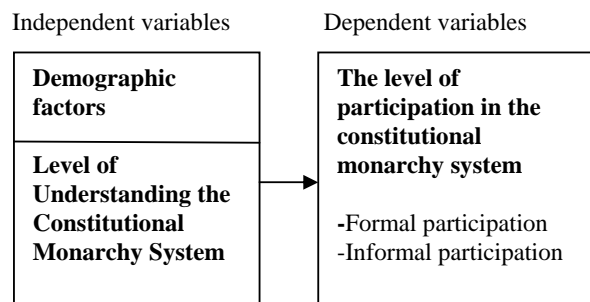 Independent variables
Demographic
factors
Level of
Understanding the
Constitutional
Monarchy System
Dependent variables
The level of
participation in the
constitutional
monarchy system
-Formal participation
-Informal participation